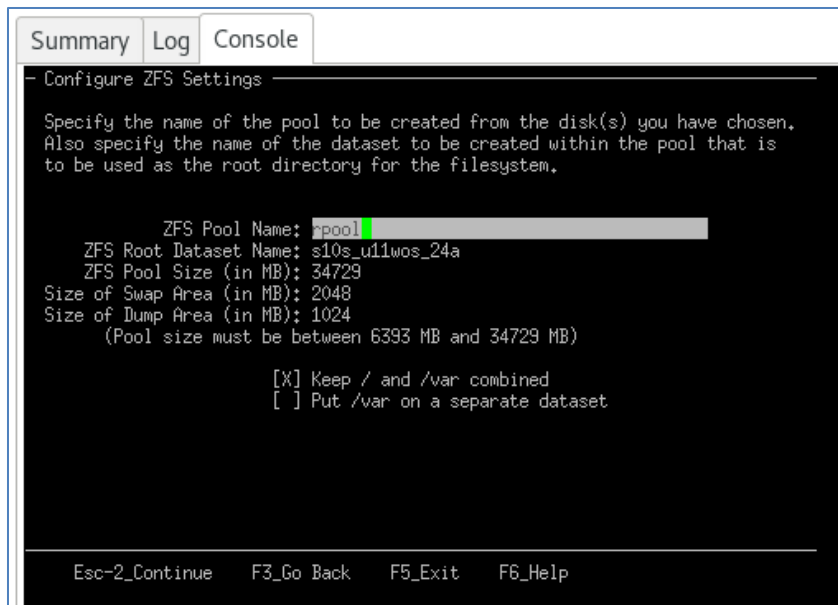 Summary Log Console
- Configure ZFS Settings
Specify the name of the pool to be created from the disk(s) you have chosen.
Also specify the name of the dataset to be created within the pool that is
to be used as the root directory for the filesystem.
ZFS Pool Name: rpool
ZFS Root Dataset Name: s10s_u11wos_24a
ZFS Pool Size (in MB): 34729
Size of Swap Area (in MB): 2048
Size of Dump Area (in MB): 1024
(Pool size must be between 6393 MB and 34729 MB)
[X] Keep / and /var combined
[ ] Put /var on a separate dataset
Esc-2_Continue F3_Go Back F5_Exit F6_Help